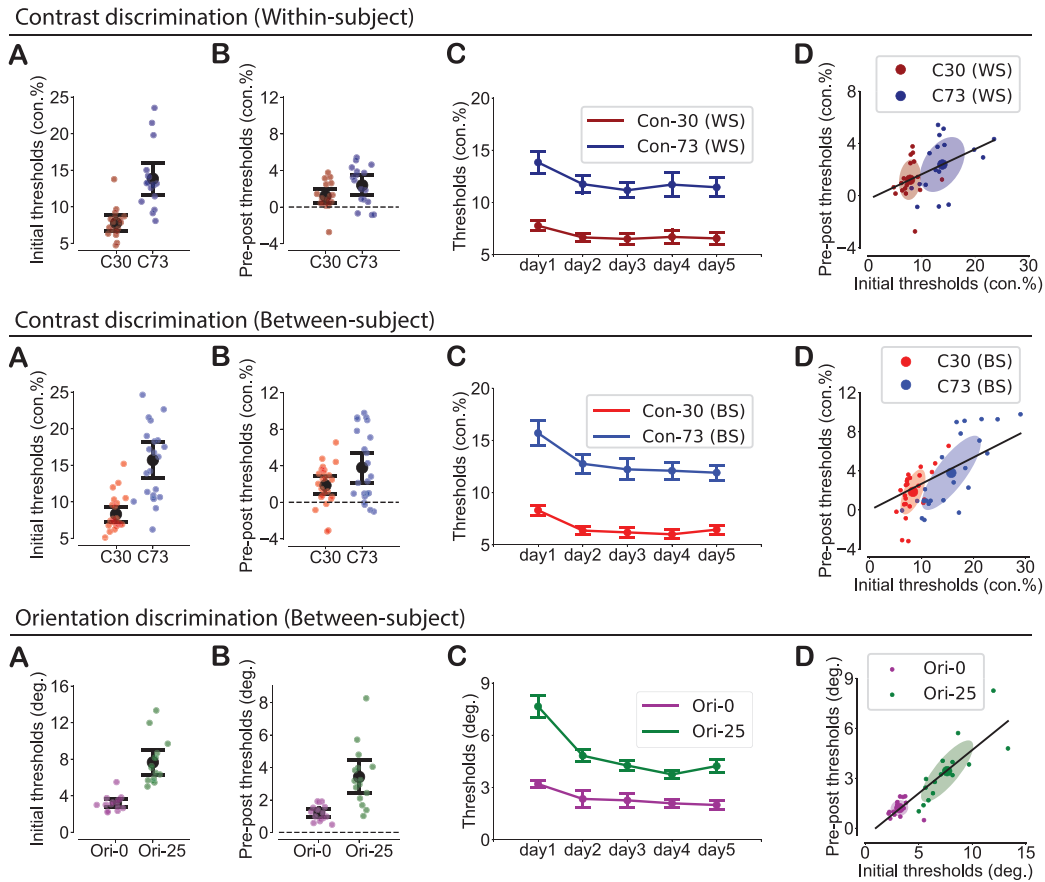 Contrast discrimination (Within-subject)
A
B
C
D
Initial thresholds (con.%)
25
20
15
10
5
C30 C73
Pre-post thresholds (con.%)
12
8
4
0
−4
C30 C73
Thresholds (con.%)
20
15
10
5
Con-30 (WS)
Con-73 (WS)
day1 day2 day3 day4 day5
C30 (WS)
C73 (WS)
Pre-post thresholds (con.%)
12
8
4
0
−4
0 10 20 30
Initial thresholds (con.%)
Contrast discrimination (Between-subject)
A
B
C
D
Initial thresholds (con.%)
25
20
15
10
5
C30 C73
Pre-post thresholds (con.%)
12
8
4
0
−4
C30 C73
Thresholds (con.%)
20
15
10
5
Con-30 (BS)
Con-73 (BS)
day1 day2 day3 day4 day5
C30 (BS)
C73 (BS)
Pre-post thresholds (con.%)
12
8
4
0
−4
0 10 20 30
Initial thresholds (con.%)
Orientation discrimination (Between-subject)
A
B
C
D
Initial thresholds (deg.)
16
12
8
4
0
Ori-0 Ori-25
Pre-post thresholds (deg.)
8
6
4
2
0
Ori-0 Ori-25
Thresholds (deg.)
9
6
3
0
Ori-0
Ori-25
day1 day2 day3 day4 day5
Ori-0
Ori-25
Pre-post thresholds (deg.)
9
6
3
0
0 5 10 15
Initial thresholds (deg.)